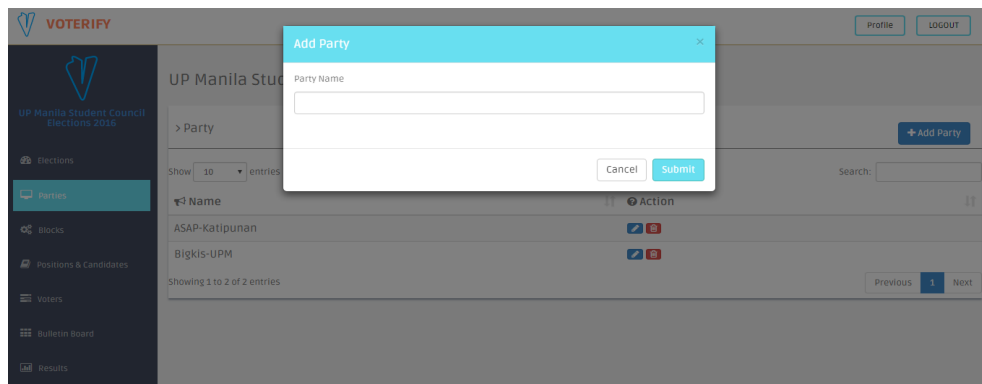 VOTERIFY
Profile
LOGOUT
Add Party
×
Party Name
Cancel
Submit
UP Manila Student Council
Elections 2016
Elections
Parties
Blocks
Positions & Candidates
Voters
Bulletin Board
Results
UP Manila Stud
> Party
+ Add Party
Show 10 entries
Search:
Name
Action
ASAP-Katipunan
Bigkis-UPM
Showing 1 to 2 of 2 entries
Previous 1 Next